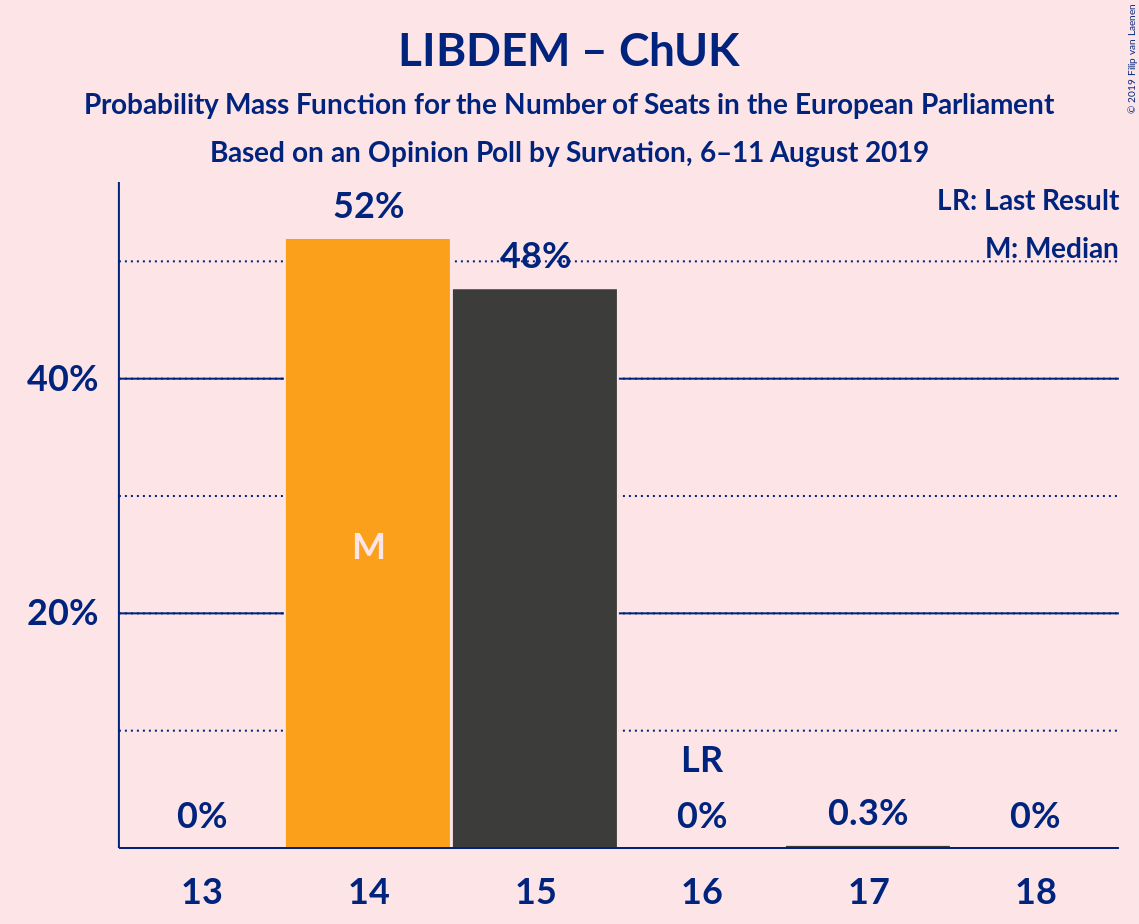 LIBDEM – ChUK
Probability Mass Function for the Number of Seats in the European Parliament
Based on an Opinion Poll by Survation, 6–11 August 2019
© 2019 Filip van Laenen
LR: Last Result
M: Median
52%
48%
40%
20%
M
LR
0%
0%
0.3%
0%
13 14 15 16 17 18